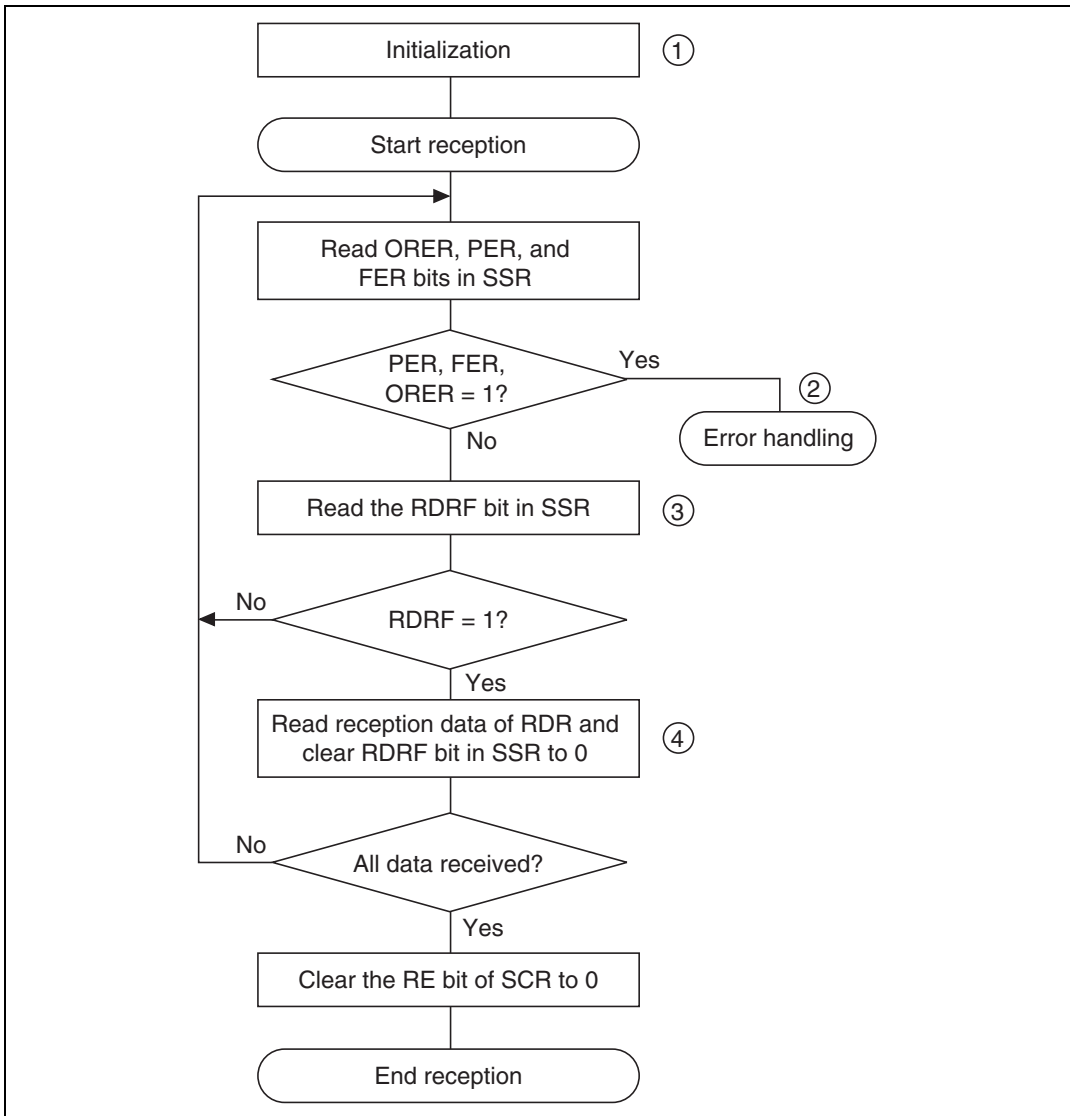 Initialization
①
Start reception
Read ORER, PER, and
FER bits in SSR
PER, FER,
ORER = 1?
Yes
②
Error handling
No
Read the RDRF bit in SSR
③
No
RDRF = 1?
Yes
Read reception data of RDR and
clear RDRF bit in SSR to 0
④
No
All data received?
Yes
Clear the RE bit of SCR to 0
End reception